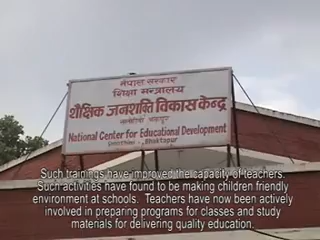 नेपाल सरकार
शिक्षा मन्त्रालय
शैक्षिक जनशक्ति विकास केन्द्र
सानोठिमी, भक्तपुर
National Center for Educational Development
Sanothimi, Bhaktapur
Such trainings have improved the capacity of teachers.
Such activities have found to be making children friendly
environment at schools. Teachers have now been actively
involved in preparing programs for classes and study
materials for delivering quality education.